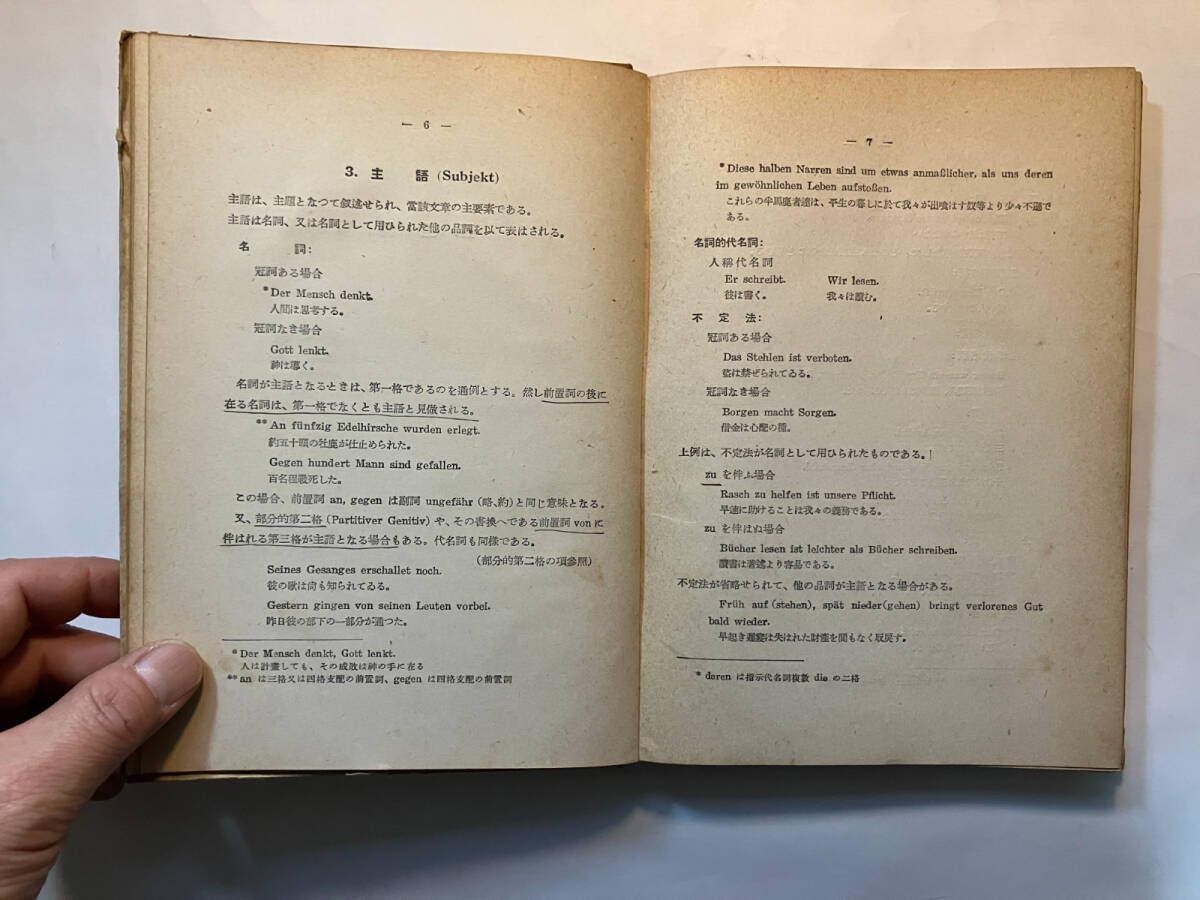 — 6 —
3. 主　語 (Subjekt)
主語は、主題となつて叙述せられ、當該文章の主要素である。
主語は名詞、又は名詞として用ひられた他の品詞を以て表はされる。
名　詞:
冠詞ある場合
*Der Mensch denkt.
人間は思考する。
冠詞なき場合
Gott lenkt.
神は導く。
名詞が主語となるときは、第一格であるのを通例とする。然し前置詞の後に
在る名詞は、第一格でなくとも主語と見做される。
**An fünfzig Edelhirsche wurden erlegt.
約五十頭の牡鹿が仕止められた。
Gegen hundert Mann sind gefallen.
百名程戰死した。
この場合、前置詞 an, gegen は副詞 ungefähr (略、約) と同じ意味となる。
又、部分的第二格 (Partitiver Genitiv) や、その書換へである前置詞 von に
伴はれる第三格が主語となる場合もある。代名詞も同樣である。
(部分的第二格の項參照)
Seines Gesanges erschallet noch.
彼の歌は尙も知られてゐる。
Gestern gingen von seinen Leuten vorbei.
昨日彼の部下の一部分が通つた。
*Der Mensch denkt, Gott lenkt.
人は計畫しても、その成敗は神の手に在る
**an は三格又は四格支配の前置詞、gegen は四格支配の前置詞
— 7 —
*Diese halben Narren sind um etwas anmaßlicher, als uns deren
im gewöhnlichen Leben aufstoßen.
これらの半馬鹿者達は、平生の暮しに於て我々が出喰はす奴等より少々不遜で
ある。
名詞的代名詞:
人稱代名詞
Er schreibt.　Wir lesen.
彼は書く。　我々は讀む。
不定法:
冠詞ある場合
Das Stehlen ist verboten.
盜は禁ぜられてゐる。
冠詞なき場合
Borgen macht Sorgen.
借金は心配の種。
上例は、不定法が名詞として用ひられたものである。
zu を伴ふ場合
Rasch zu helfen ist unsere Pflicht.
早速に助けることは我々の義務である。
zu を伴はぬ場合
Bücher lesen ist leichter als Bücher schreiben.
讀書は著述より容易である。
不定法が省略せられて、他の品詞が主語となる場合がある。
Früh auf (stehen), spät nieder (gehen) bringt verlorenes Gut
bald wieder.
早起き遲寢は失はれた財產を間もなく取戾す。
* deren は指示代名詞複數 die の二格